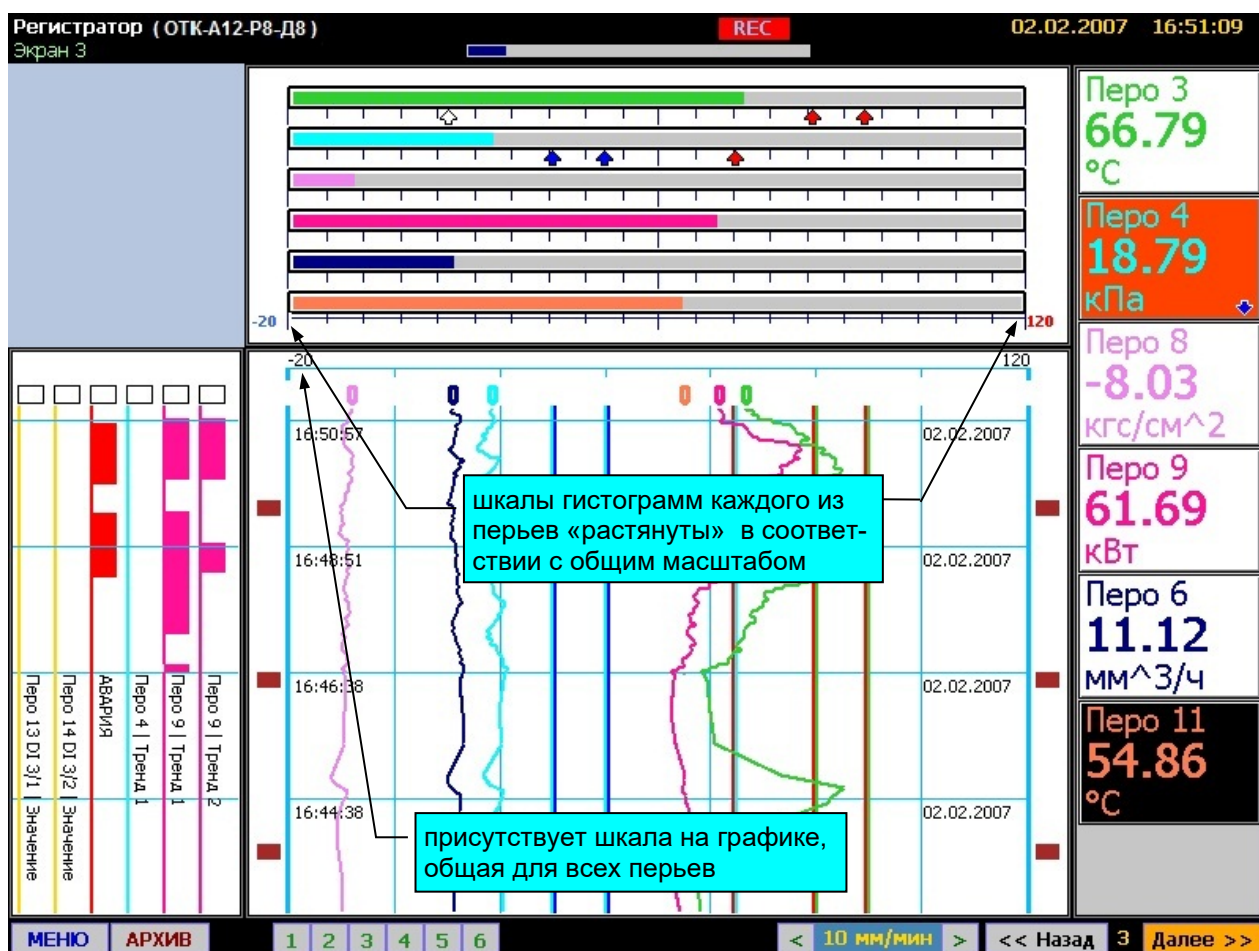 Регистратор ( ОТК-А12-Р8-Д8 )
REC
02.02.2007 16:51:09
Экран 3
-20
120
Перо 3
66.79
°C
Перо 4
18.79
кПа
Перо 8
-8.03
кгс/см^2
Перо 9
61.69
кВт
Перо 6
11.12
мм^3/ч
Перо 11
54.86
°C
-20
120
16:50:57
02.02.2007
16:48:51
02.02.2007
16:46:38
02.02.2007
16:44:38
02.02.2007
шкалы гистограмм каждого из
перьев «растянуты» в соответ-
ствии с общим масштабом
присутствует шкала на графике,
общая для всех перьев
Перо 13 DI 3/1 | Значение
Перо 14 DI 3/2 | Значение
АВАРИЯ
Перо 4 | Тренд 1
Перо 9 | Тренд 1
Перо 9 | Тренд 2
МЕНЮ
АРХИВ
1 2 3 4 5 6
< 10 мм/мин >
<< Назад 3 Далее >>